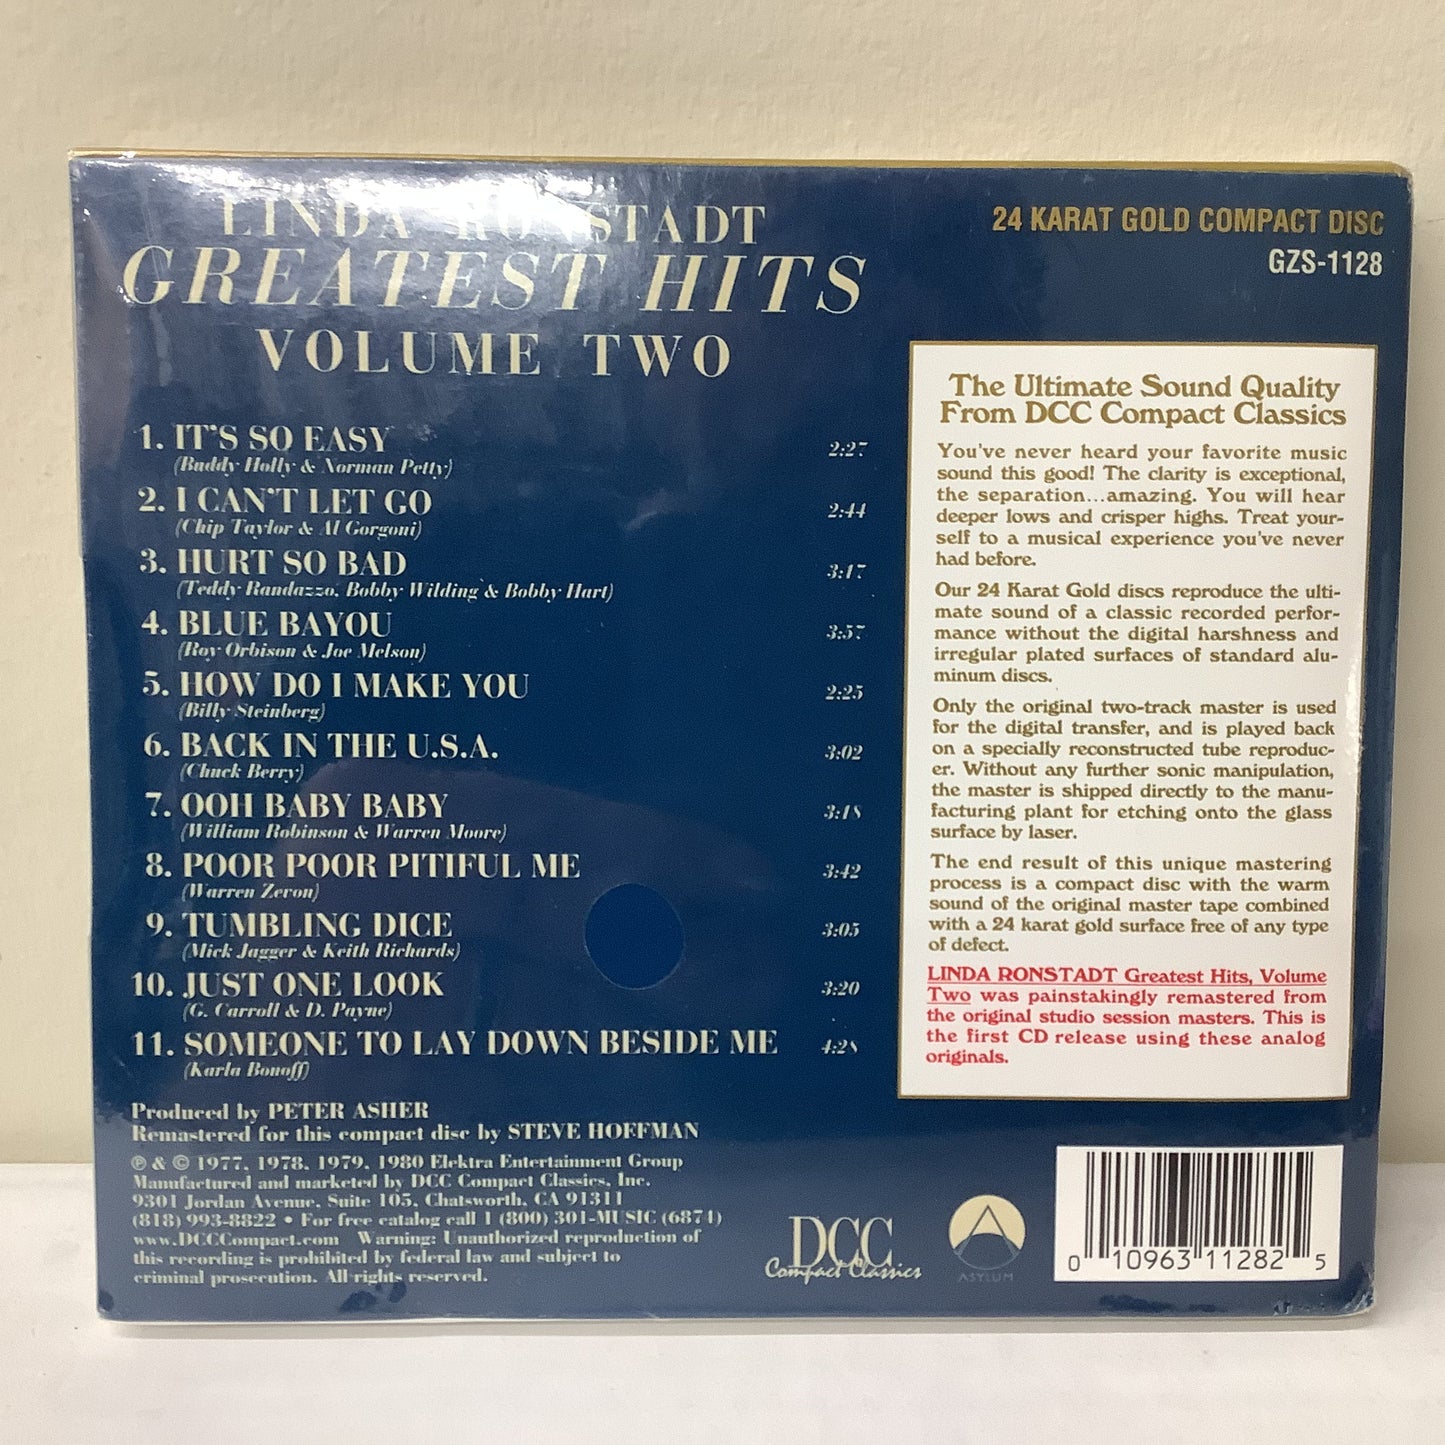 LINDA RONSTADT
GREATEST HITS
VOLUME TWO
1. IT'S SO EASY 2:27
(Buddy Holly & Norman Petty)
2. I CAN'T LET GO 2:44
(Chip Taylor & Al Gorgoni)
3. HURT SO BAD 3:17
(Teddy Randazzo, Bobby Wilding & Bobby Hart)
4. BLUE BAYOU 3:57
(Roy Orbison & Joe Melson)
5. HOW DO I MAKE YOU 2:25
(Billy Steinberg)
6. BACK IN THE U.S.A. 3:02
(Chuck Berry)
7. OOH BABY BABY 3:18
(William Robinson & Warren Moore)
8. POOR POOR PITIFUL ME 3:42
(Warren Zevon)
9. TUMBLING DICE 3:05
(Mick Jagger & Keith Richards)
10. JUST ONE LOOK 3:20
(G. Carroll & D. Payne)
11. SOMEONE TO LAY DOWN BESIDE ME 4:28
(Karla Bonoff)
Produced by PETER ASHER
Remastered for this compact disc by STEVE HOFFMAN
℗ & © 1977, 1978, 1979, 1980 Elektra Entertainment Group
Manufactured and marketed by DCC Compact Classics, Inc.
9301 Jordan Avenue, Suite 105, Chatsworth, CA 91311
(818) 993-8822 • For free catalog call 1 (800) 301-MUSIC (6874)
www.DCCCompact.com Warning: Unauthorized reproduction of
this recording is prohibited by federal law and subject to
criminal prosecution. All rights reserved.
24 KARAT GOLD COMPACT DISC
GZS-1128
The Ultimate Sound Quality
From DCC Compact Classics
You've never heard your favorite music
sound this good! The clarity is exceptional,
the separation...amazing. You will hear
deeper lows and crisper highs. Treat your-
self to a musical experience you've never
had before.
Our 24 Karat Gold discs reproduce the ulti-
mate sound of a classic recorded perfor-
mance without the digital harshness and
irregular plated surfaces of standard alu-
minum discs.
Only the original two-track master is used
for the digital transfer, and is played back
on a specially reconstructed tube reproduc-
er. Without any further sonic manipulation,
the master is shipped directly to the manu-
facturing plant for etching onto the glass
surface by laser.
The end result of this unique mastering
process is a compact disc with the warm
sound of the original master tape combined
with a 24 karat gold surface free of any type
of defect.
LINDA RONSTADT Greatest Hits, Volume
Two was painstakingly remastered from
the original studio session masters. This is
the first CD release using these analog
originals.
DCC
Compact Classics
ASYLUM
0 10963 11282 5